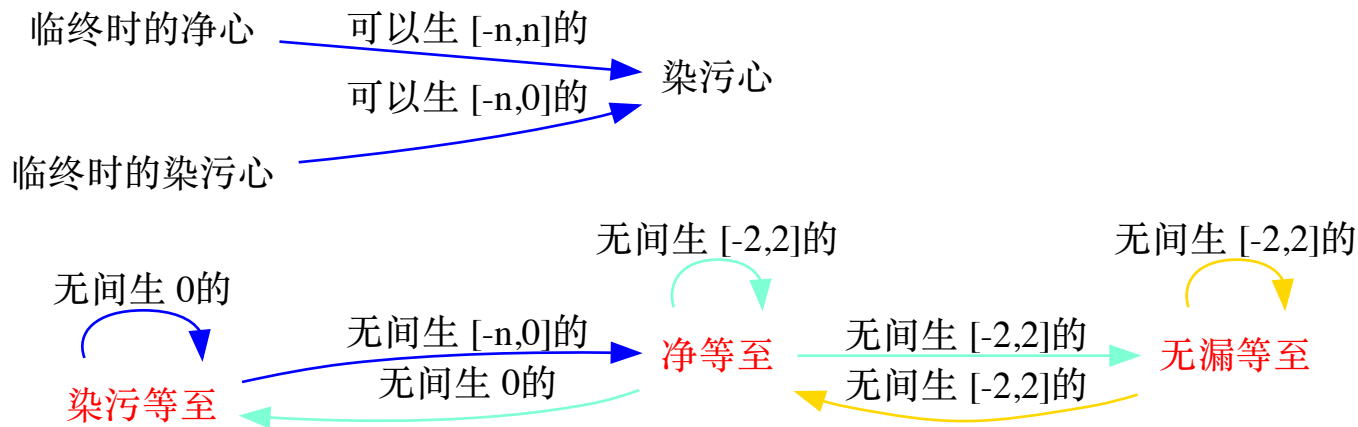 临终时的净心
可以生 [-n,n]的
染污心
可以生 [-n,0]的
临终时的染污心
无间生 [-2,2]的
无间生 [-2,2]的
无间生 0的
无间生 [-n,0]的
净等至
无间生 [-2,2]的
无漏等至
无间生 0的
无间生 [-2,2]的
染污等至